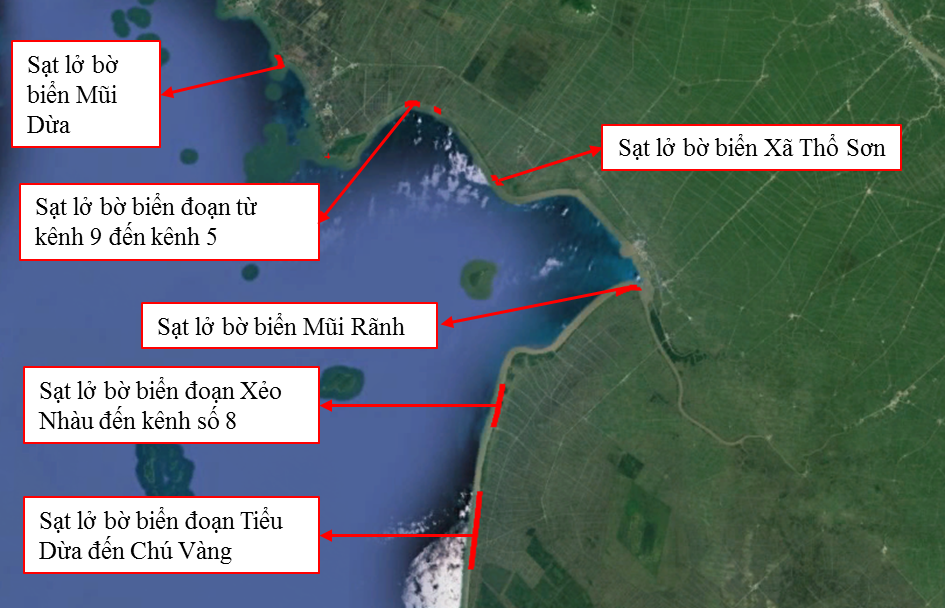 Sạt lở bờ
biển Mũi
Dừa
Sạt lở bờ biển Xã Thổ Sơn
Sạt lở bờ biển đoạn từ
kênh 9 đến kênh 5
Sạt lở bờ biển Mũi Rãnh
Sạt lở bờ biển đoạn Xẻo
Nhàu đến kênh số 8
Sạt lở bờ biển đoạn Tiểu
Dừa đến Chú Vàng